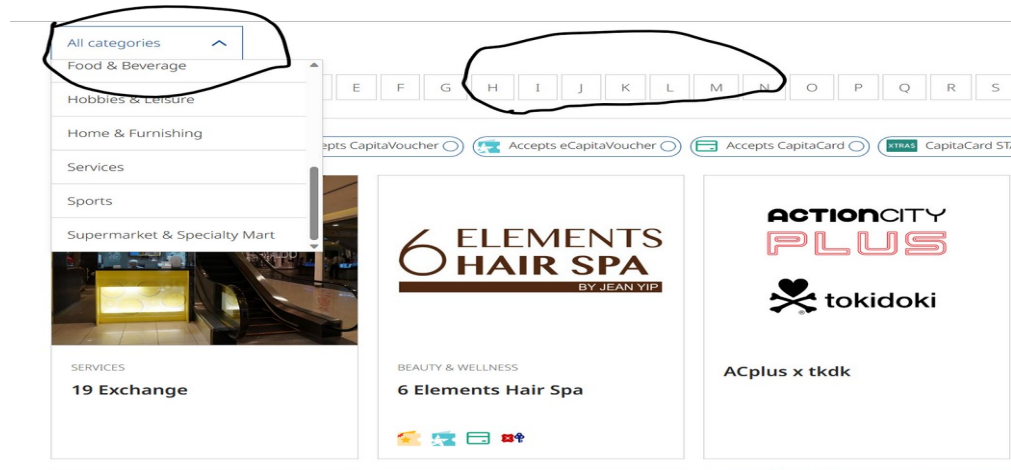 All categories
Food & Beverage
Hobbies & Leisure
Home & Furnishing
Services
Sports
Supermarket & Specialty Mart
E F G H I J K L M N O P Q R S
CapitaVoucher
Accepts eCapitaVoucher
Accepts CapitaCard
XTRA$ CapitaCard
6 ELEMENTS
HAIR SPA
BY JEAN YIP
ACTIONCITY
PLUS
tokidoki
SERVICES
19 Exchange
BEAUTY & WELLNESS
6 Elements Hair Spa
ACplus x tkdk